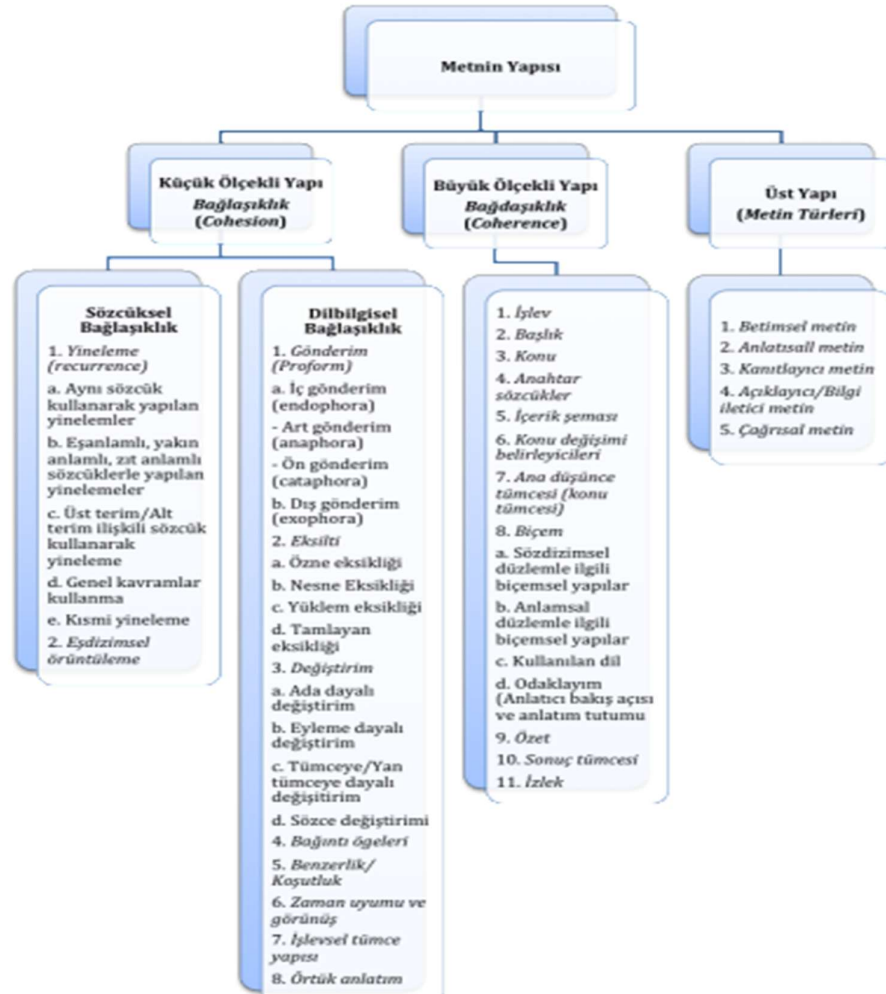 Metnin Yapısı
Küçük Ölçekli Yapı
Bağlaşıklık
(Cohesion)
Büyük Ölçekli Yapı
Bağdaşıklık
(Coherence)
Üst Yapı
(Metin Türleri)
Sözcüksel
Bağlaşıklık
1. Yineleme
(recurrence)
a. Aynı sözcük
kullanarak yapılan
yinelemler
b. Eşanlamlı, yakın
anlamlı, zıt anlamlı
sözcüklerle yapılan
yinelemeler
c. Üst terim/Alt
terim ilişkili sözcük
kullanarak
yineleme
d. Genel kavramlar
kullanma
e. Kısmi yineleme
2. Eşdizimsel
örüntüleme
Dilbilgisel
Bağlaşıklık
1. Gönderim
(Proform)
a. İç gönderim
(endophora)
- Art gönderim
(anaphora)
- Ön gönderim
(cataphora)
b. Dış gönderim
(exophora)
2. Eksilti
a. Özne eksikliği
b. Nesne Eksikliği
c. Yüklem eksikliği
d. Tamlayan
eksikliği
3. Değiştirim
a. Ada dayalı
değiştirim
b. Eyleme dayalı
değiştirim
c. Tümceye/Yan
tümceye dayalı
değişitirim
d. Sözce değiştirimi
4. Bağıntı ögeleri
5. Benzerlik/
Koşutluk
6. Zaman uyumu ve
görünüş
7. İşlevsel tümce
yapısı
8. Örtük anlatım
1. İşlev
2. Başlık
3. Konu
4. Anahtar
sözcükler
5. İçerik şeması
6. Konu değişimi
belirleyicileri
7. Ana düşünce
tümcesi (konu
tümcesi)
8. Biçem
a. Sözdizimsel
düzlemle ilgili
biçemsel yapılar
b. Anlamsal
düzlemle ilgili
biçemsel yapılar
c. Kullanılan dil
d. Odaklayım
(Anlatıcı bakış açısı
ve anlatım tutumu
9. Özet
10. Sonuç tümcesi
11. İzlek
1. Betimsel metin
2. Anlatısall metin
3. Kanıtlayıcı metin
4. Açıklayıcı/Bilgi
iletici metin
5. Çağrısal metin